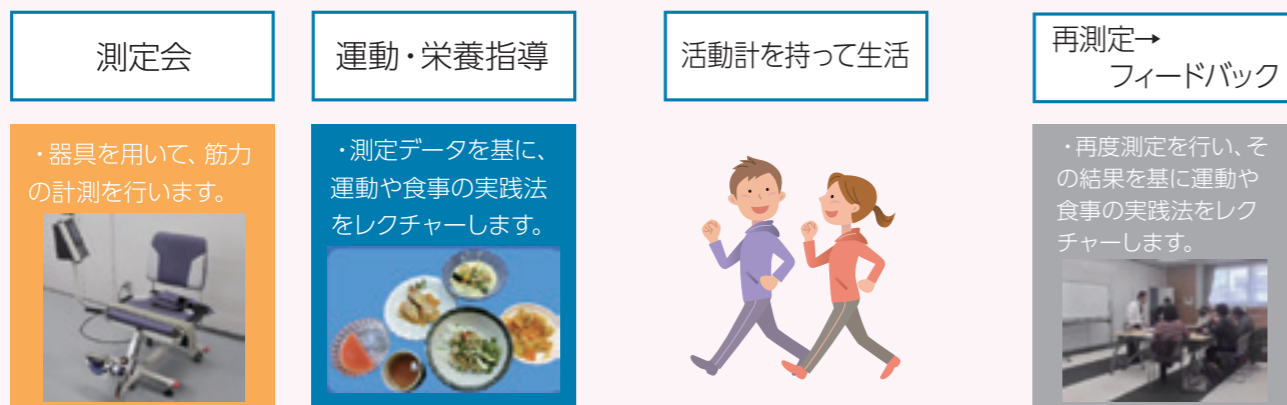 測定会
・器具を用いて、筋力
の計測を行います。
運動・栄養指導
・測定データを基に、
運動や食事の実践法
をレクチャーします。
活動計を持って生活
再測定→
フィードバック
・再度測定を行い、そ
の結果を基に運動や
食事の実践法をレク
チャーします。